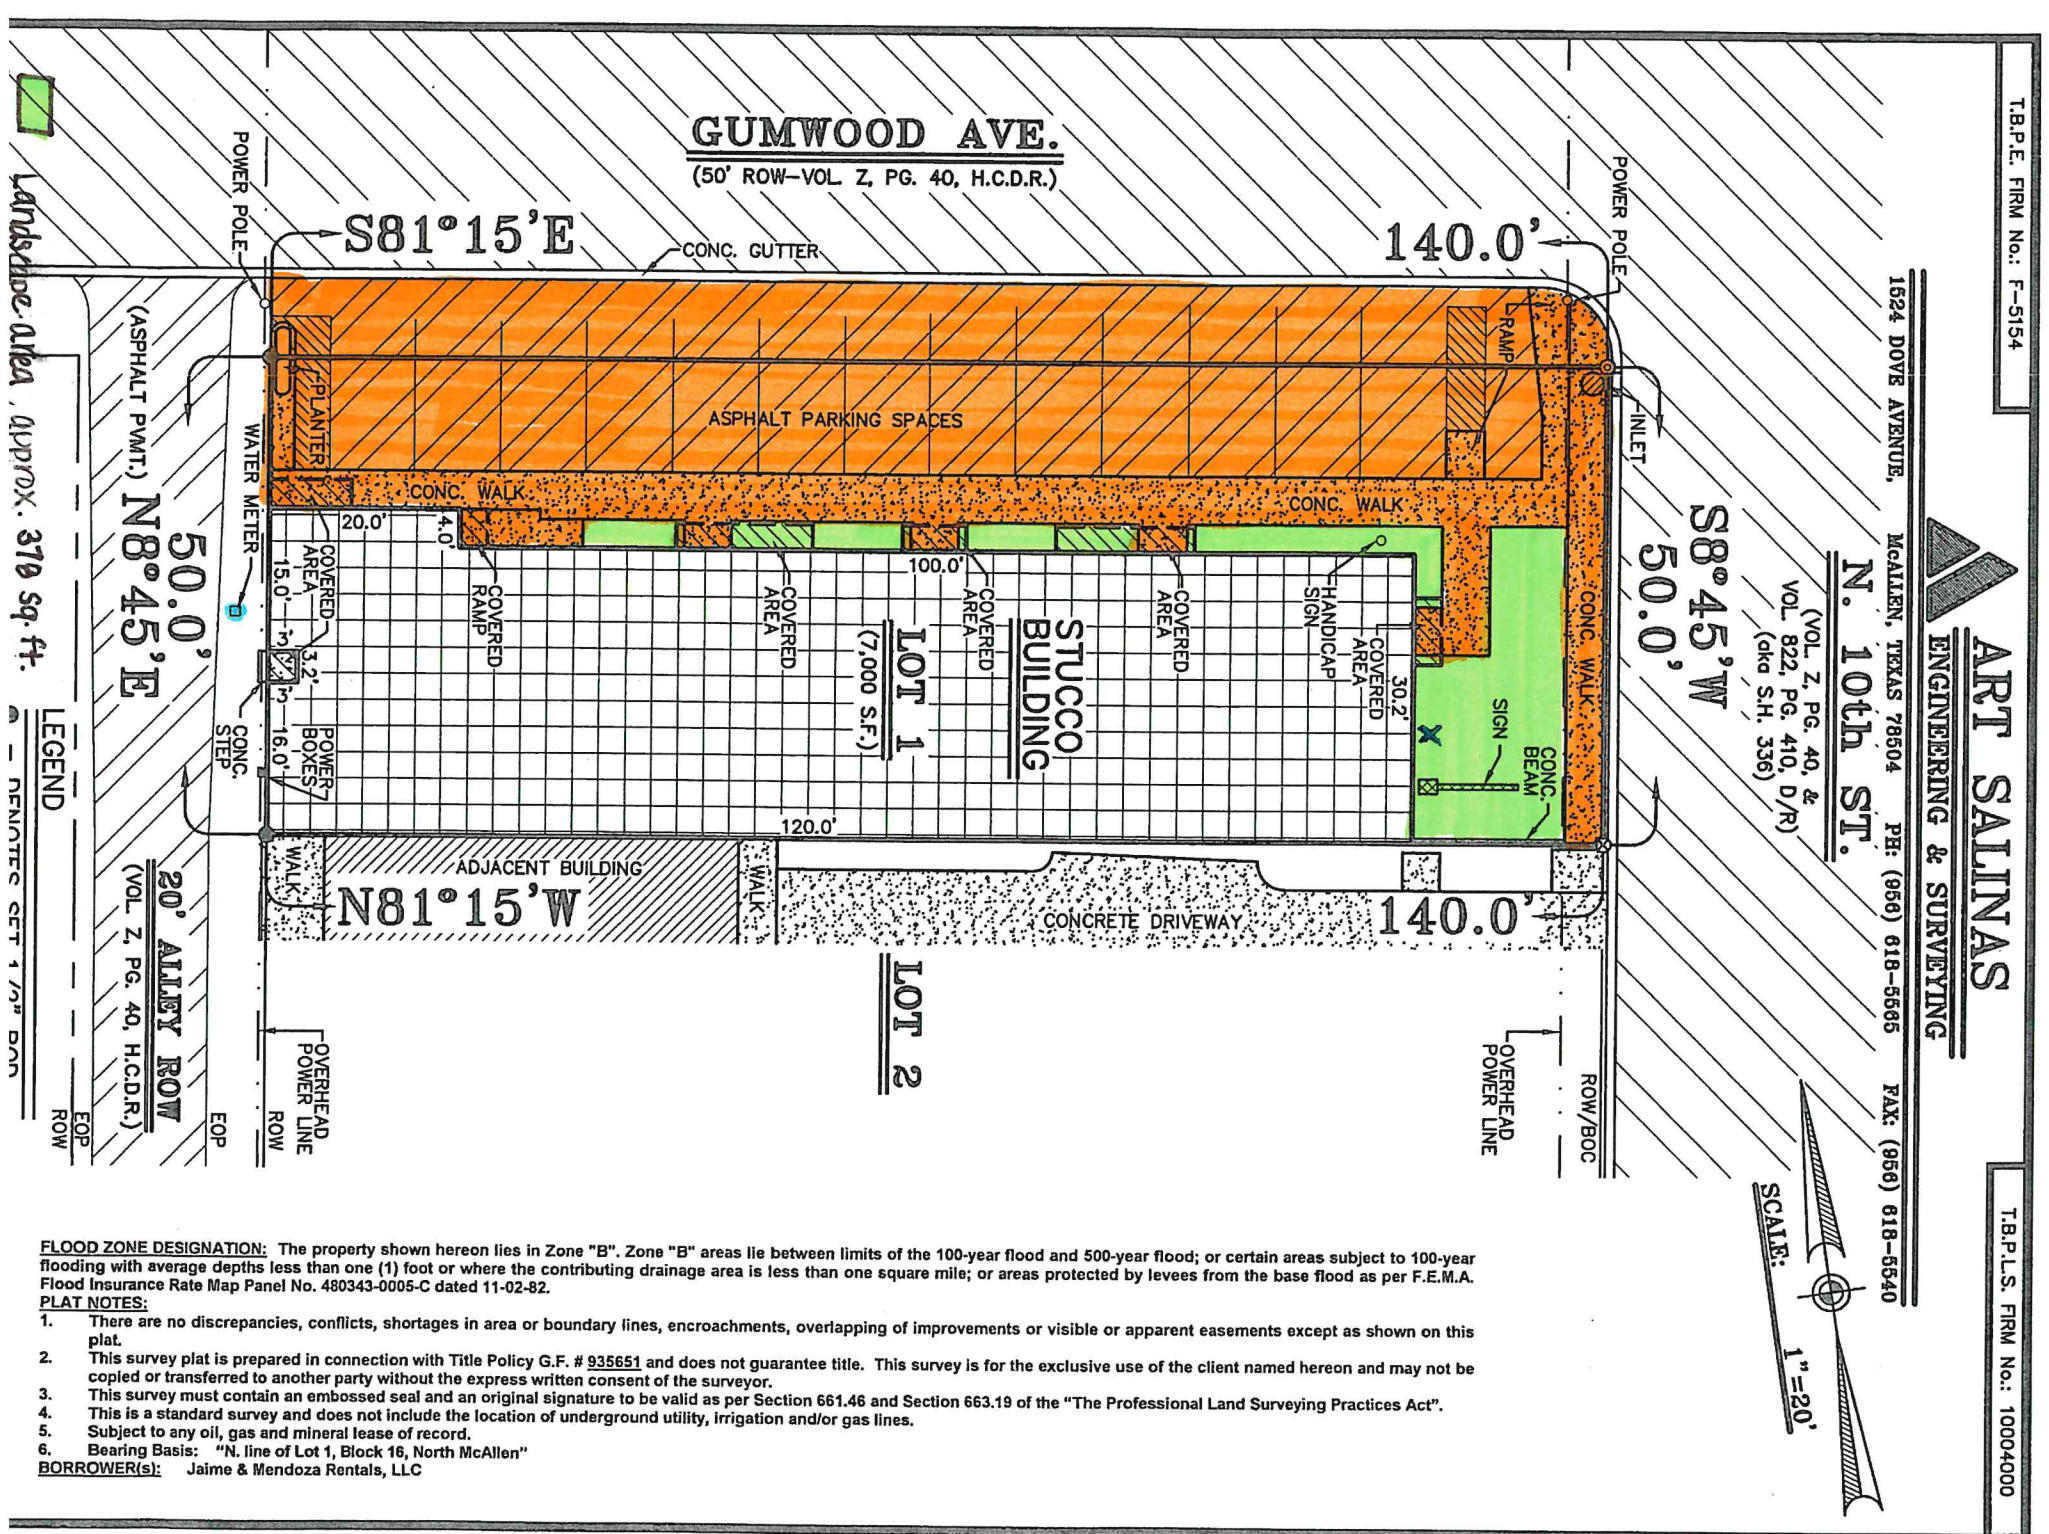 T.B.P.E. FIRM No.: F-5154
T.B.P.L.S. FIRM No.: 10004000
ART SALINAS
ENGINEERING & SURVEYING
1524 DOVE AVENUE, McALLEN, TEXAS 78504 PH: (956) 618-5565 FAX: (956) 618-5540
SCALE: 1"=20'
N. 10th ST.
(VOL. Z, PG. 40, &
VOL. 822, PG. 410, D/R)
(aka S.H. 336)
S8°45'W
50.0'
GUMWOOD AVE.
(50' ROW-VOL. Z, PG. 40, H.C.D.R.)
S81°15'E
140.0'
CONC. GUTTER
POWER POLE
POWER POLE
RAMP
INLET
ASPHALT PARKING SPACES
PLANTER
CONC. WALK
CONC. WALK
CONC. WALK
20.0'
4.0'
100.0'
15.0'
3'
3.2'
3'
16.0'
30.2'
120.0'
COVERED
AREA
COVERED
RAMP
COVERED
AREA
COVERED
AREA
COVERED
AREA
HANDICAP
SIGN
COVERED
AREA
SIGN
CONC.
BEAM
STUCCO
BUILDING
LOT 1
(7,000 S.F.)
POWER
BOXES
CONC.
STEP
WATER METER
(ASPHALT PVMT.)
N8°45'E
50.0'
20' ALLEY ROW
(VOL. Z, PG. 40, H.C.D.R.)
WALK
ADJACENT BUILDING
WALK
CONCRETE DRIVEWAY
N81°15'W
140.0'
LOT 2
OVERHEAD
POWER LINE
OVERHEAD
POWER LINE
ROW/BOC
ROW
EOP
EOP
ROW
LEGEND
DENOTES SET 1/2" ROD
Landscape area, approx. 378 sq. ft.
X
FLOOD ZONE DESIGNATION: The property shown hereon lies in Zone "B". Zone "B" areas lie between limits of the 100-year flood and 500-year flood; or certain areas subject to 100-year
flooding with average depths less than one (1) foot or where the contributing drainage area is less than one square mile; or areas protected by levees from the base flood as per F.E.M.A.
Flood Insurance Rate Map Panel No. 480343-0005-C dated 11-02-82.
PLAT NOTES:
1. There are no discrepancies, conflicts, shortages in area or boundary lines, encroachments, overlapping of improvements or visible or apparent easements except as shown on this
plat.
2. This survey plat is prepared in connection with Title Policy G.F. # 935651 and does not guarantee title. This survey is for the exclusive use of the client named hereon and may not be
copied or transferred to another party without the express written consent of the surveyor.
3. This survey must contain an embossed seal and an original signature to be valid as per Section 661.46 and Section 663.19 of the "The Professional Land Surveying Practices Act".
4. This is a standard survey and does not include the location of underground utility, irrigation and/or gas lines.
5. Subject to any oil, gas and mineral lease of record.
6. Bearing Basis: "N. line of Lot 1, Block 16, North McAllen"
BORROWER(s): Jaime & Mendoza Rentals, LLC